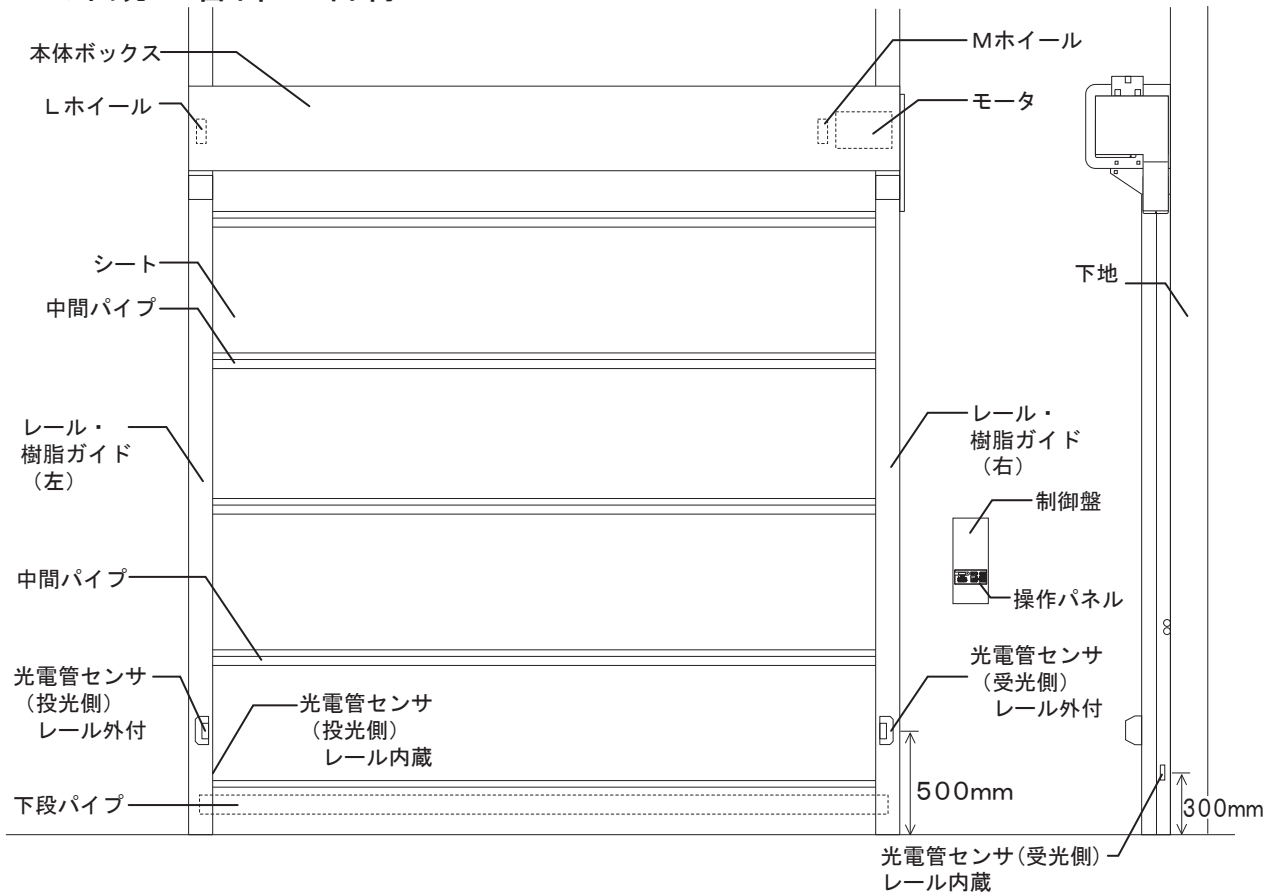 本体ボックス
Lホイール
Mホイール
モータ
シート
中間パイプ
下地
レール・
樹脂ガイド
(左)
レール・
樹脂ガイド
(右)
制御盤
操作パネル
中間パイプ
光電管センサ
(投光側)
レール外付
光電管センサ
(投光側)
レール内蔵
光電管センサ
(受光側)
レール外付
下段パイプ
500mm
300mm
光電管センサ(受光側)
レール内蔵